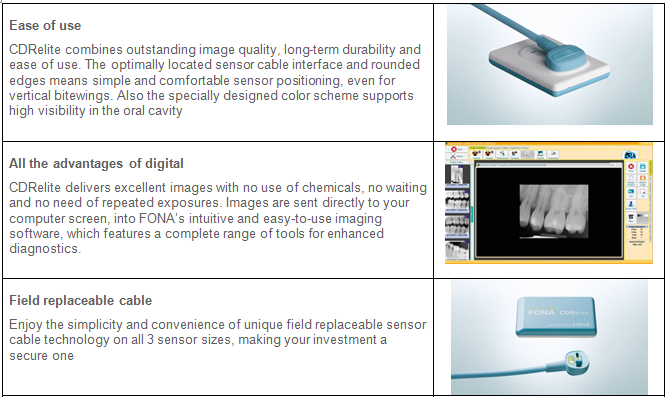 Ease of use
CDRelite combines outstanding image quality, long-term durability and
ease of use. The optimally located sensor cable interface and rounded
edges means simple and comfortable sensor positioning, even for
vertical bitewings. Also the specially designed color scheme supports
high visibility in the oral cavity
All the advantages of digital
CDRelite delivers excellent images with no use of chemicals, no waiting
and no need of repeated exposures. Images are sent directly to your
computer screen, into FONA's intuitive and easy-to-use imaging
software, which features a complete range of tools for enhanced
diagnostics.
Field replaceable cable
Enjoy the simplicity and convenience of unique field replaceable sensor
cable technology on all 3 sensor sizes, making your investment a
secure one
FONA CDRelite